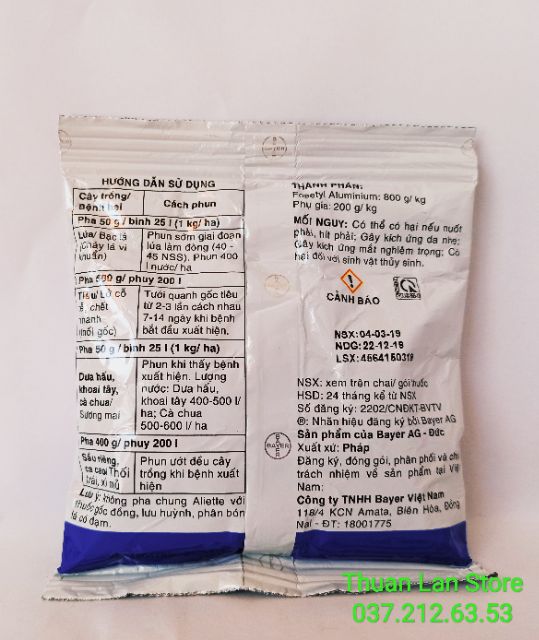 HƯỚNG DẪN SỬ DỤNG
Cây trồng/ Cách phun
Bệnh hại
Pha 50 g / bình 25 l (1 kg/ ha)
Lúa/ Bạc lá
(Cháy lá vi
khuẩn)
Phun sớm giai đoạn
lúa làm đòng (40 -
45 NSS). Phun 400
l nước/ ha
Pha 500 g/ phuy 200 l
Tiêu/
chết
nhanh
(thối gốc)
Tưới quanh gốc tiêu
từ 2-3 lần cách nhau
7-14 ngày khi bệnh
bắt đầu xuất hiện.
Pha 50 g / bình 25 l (1 kg/ ha)
Dưa hấu,
khoai tây,
cà chua/
Sương mai
Phun khi thấy bệnh
xuất hiện. Lượng
nước: Dưa hấu,
khoai tây 400-500 l/
ha; Cà chua
500-600 l/ ha
Pha 400 g/ phuy 200 l
Sầu riêng,
ca cao/ Thối
trái, xì mủ
Phun ướt đều cây
trồng khi bệnh xuất
hiện
Lưu ý: không pha chung Aliette với
thuốc gốc đồng, lưu huỳnh, phân bón
lá có đạm.
THÀNH PHẦN:
Fosetyl Aluminium: 800 g/ kg
Phụ gia: 200 g/ kg
MỐI NGUY: Có thể có hại nếu nuốt
phải, hít phải; Gây kích ứng da nhẹ;
Gây kích ứng mắt nghiêm trọng; Có
hại đối với sinh vật thủy sinh.
CẢNH BÁO
NSX:04-03-19
NDG:22-12-19
LSX:4664150319
NSX: xem trên chai/ gói thuốc
HSD: 24 tháng kể từ NSX
Số đăng ký: 2202/CNĐKT-BVTV
®: Nhãn hiệu đăng ký bởi Bayer AG
Sản phẩm của Bayer AG - Đức
Xuất xứ: Pháp
Đăng ký, đóng gói, phân phối và chịu
trách nhiệm về sản phẩm tại Việt
Nam:
Công ty TNHH Bayer Việt Nam
118/4 KCN Amata, Biên Hòa, Đồng
Nai - ĐT: 18001775
BAYER
Thuan Lan Store
037.212.63.53